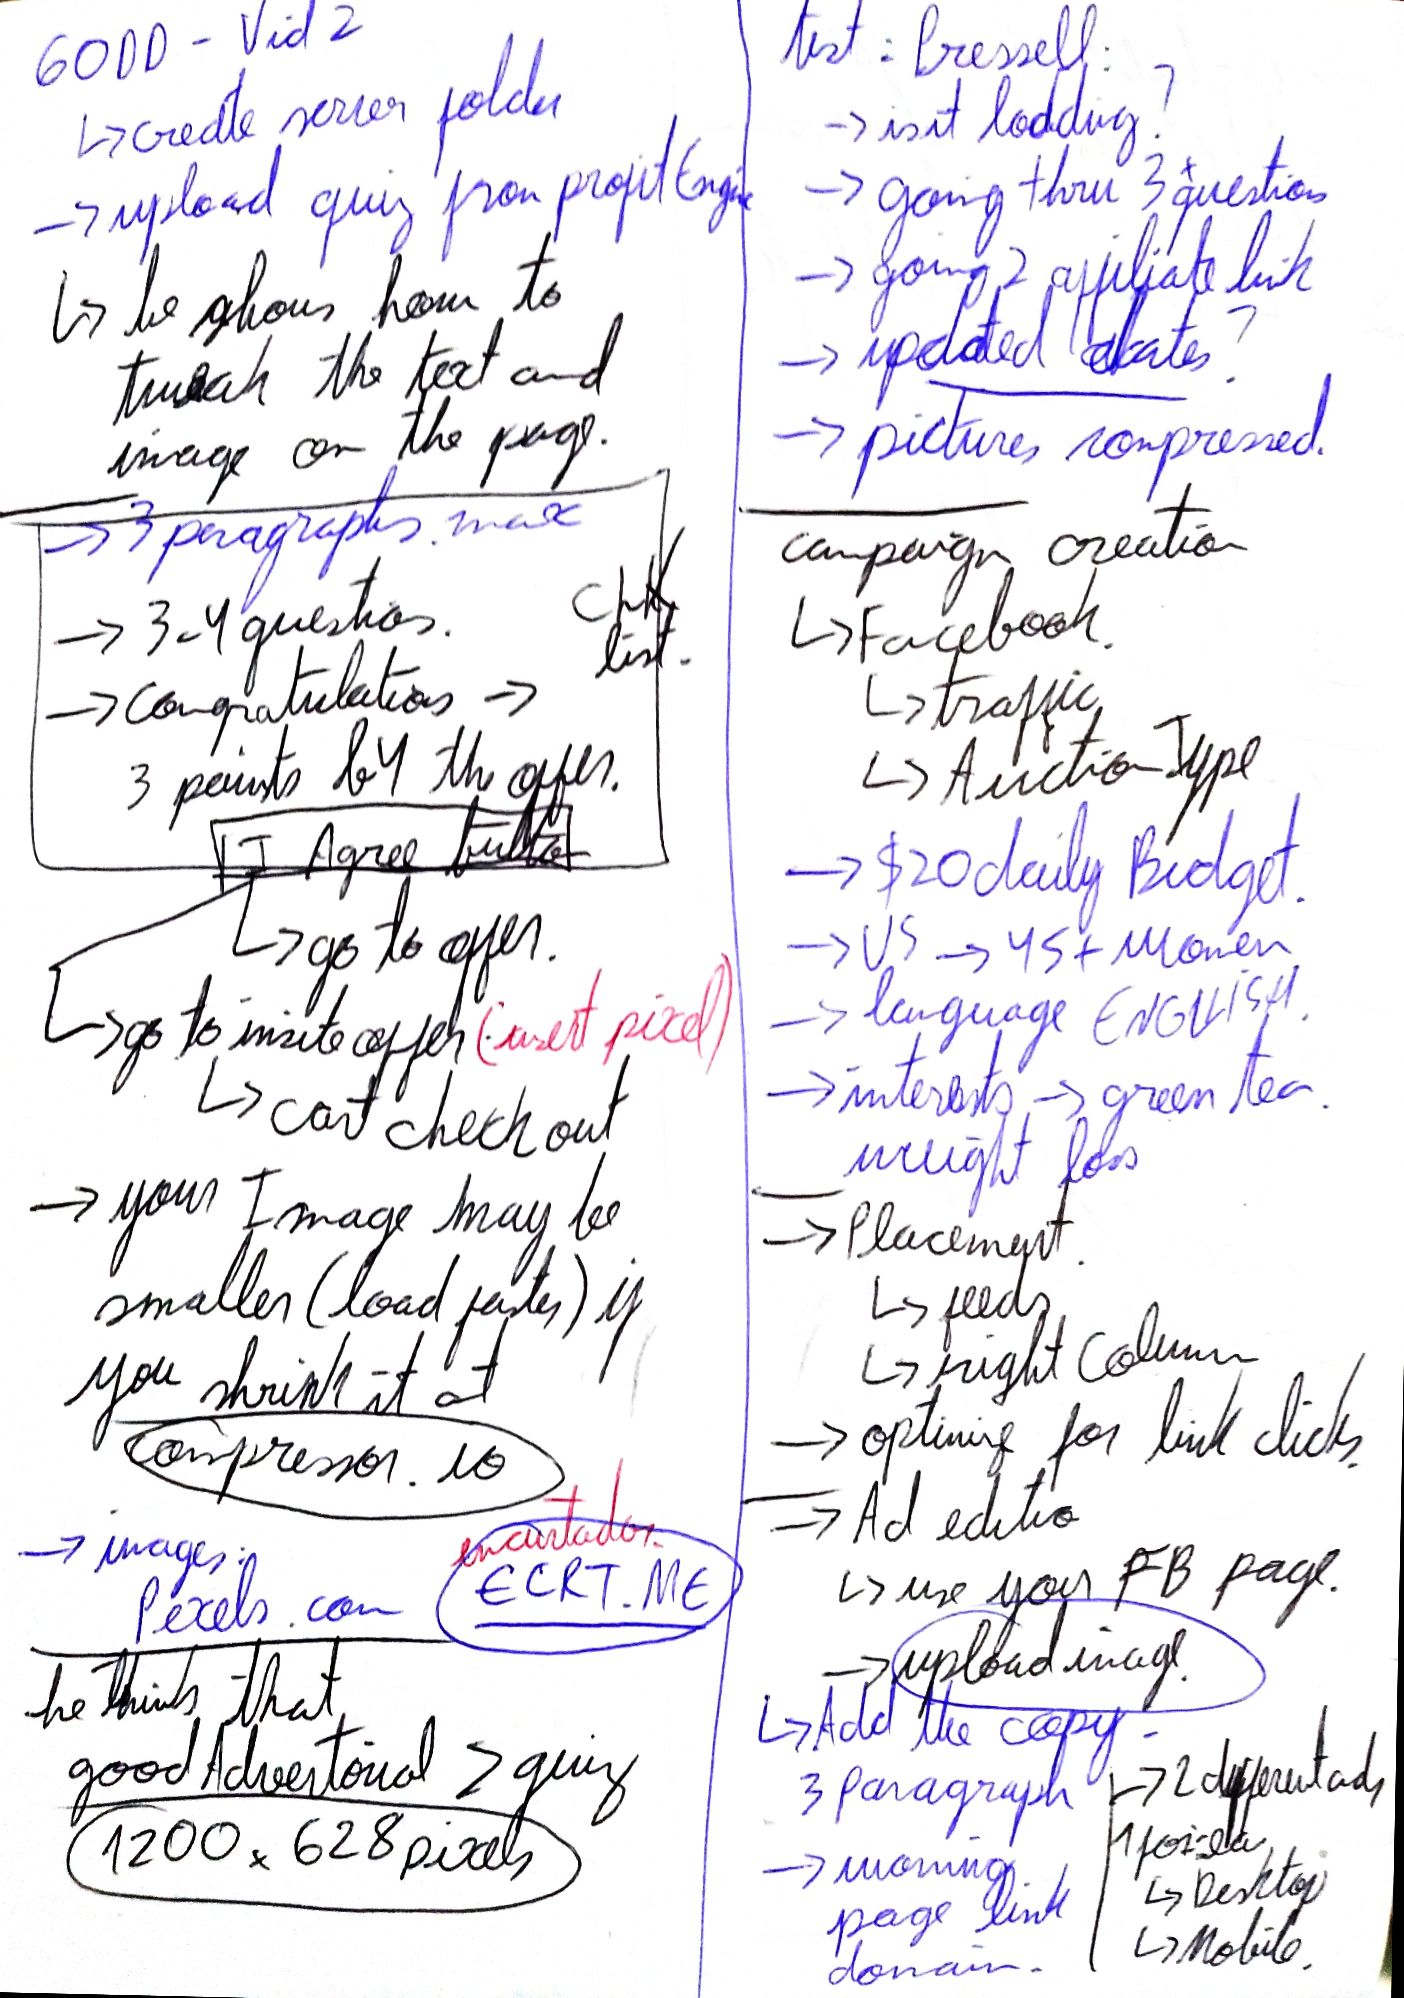 GODD - Vid 2
↳ create server folder
→ upload quiz from profit Engine
↳ he shows how to
tweak the text and
image on the page.
→ 3 paragraphs. max
→ 3-4 questions.
Chk
list.
→ Congratulations →
3 points b4 the offer.
I Agree button
↳ go to offer.
↳ go to insite offer (insert pixel)
↳ cart check out
→ your Image may be
smaller (load faster) if
you shrink it at
compressor.io
→ images:
Pexels.com
encurtador.
ECRT.ME
he thinks that
good Advertorial > quiz
1200 x 628 pixels
test: Presell:
→ is it loading?
→ going thru 3 question
→ going 2 affiliate link
→ updated dates?
→ pictures compressed.
campaign creation
↳ Facebook.
↳ traffic
↳ Auction Type
→ $20 daily Budget.
→ US → 45+ Women
→ language ENGLISH.
→ interests → green tea.
weight loss
→ Placement.
↳ feeds
↳ right Column
→ optimize for link clicks.
→ Ad editio
↳ use your FB page.
→ upload image.
↳ Add the copy -
3 Paragraph
→ morning
page link
domain.
↳ 2 different ads
1 for
↳ Desktop
↳ Mobile.